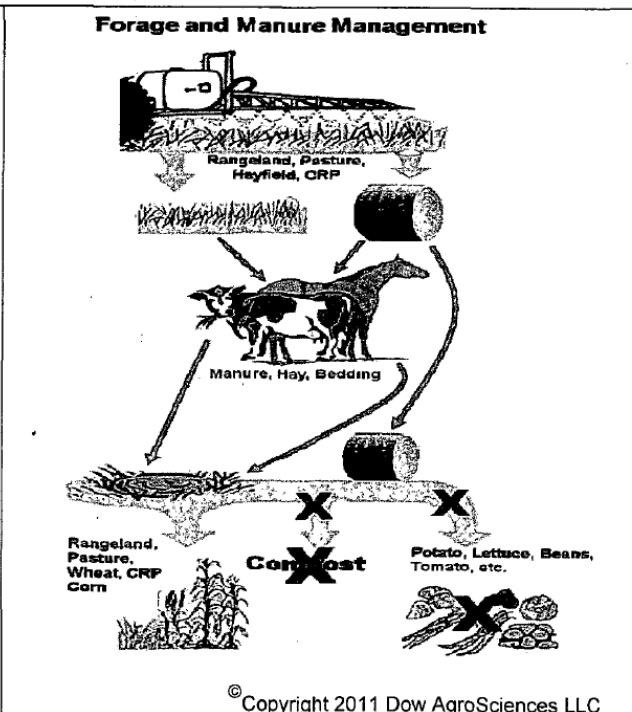 Forage and Manure Management
Rangeland, Pasture,
Hayfield, CRP
Manure, Hay, Bedding
Rangeland,
Pasture,
Wheat, CRP
Corn
Compost
Potato, Lettuce, Beans,
Tomato, etc.
©Copyright 2011 Dow AgroSciences LLC